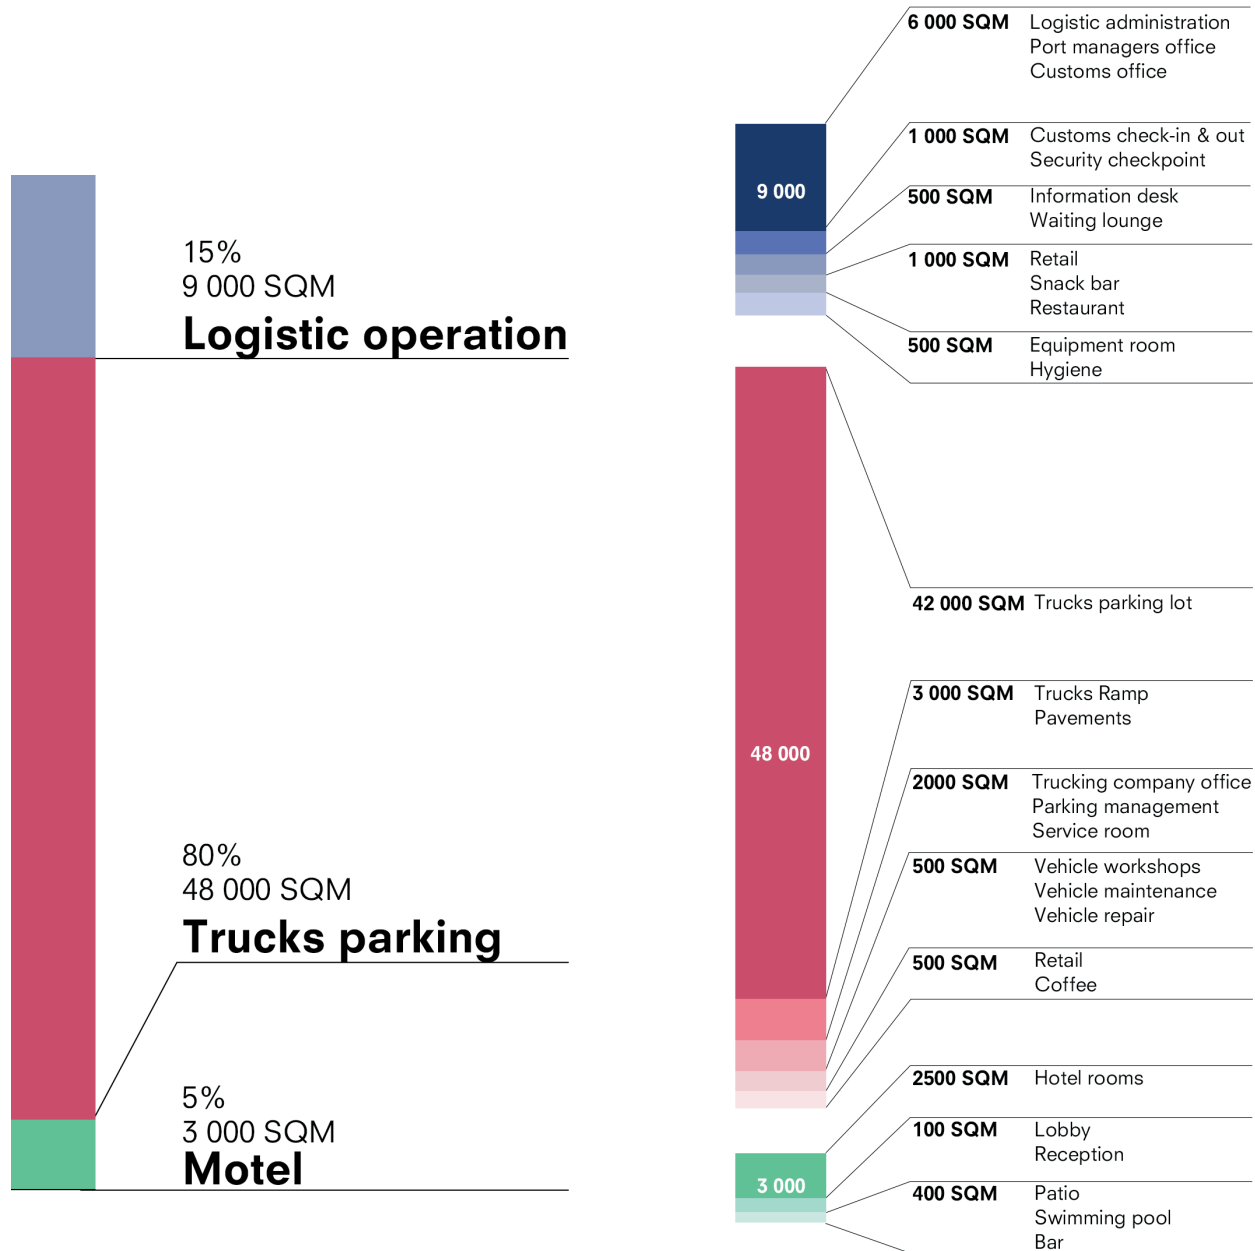 15%
9 000 SQM
Logistic operation
80%
48 000 SQM
Trucks parking
5%
3 000 SQM
Motel
9 000
6 000 SQM Logistic administration
Port managers office
Customs office
1 000 SQM Customs check-in & out
Security checkpoint
500 SQM Information desk
Waiting lounge
1 000 SQM Retail
Snack bar
Restaurant
500 SQM Equipment room
Hygiene
48 000
42 000 SQM Trucks parking lot
3 000 SQM Trucks Ramp
Pavements
2000 SQM Trucking company office
Parking management
Service room
500 SQM Vehicle workshops
Vehicle maintenance
Vehicle repair
500 SQM Retail
Coffee
3 000
2500 SQM Hotel rooms
100 SQM Lobby
Reception
400 SQM Patio
Swimming pool
Bar